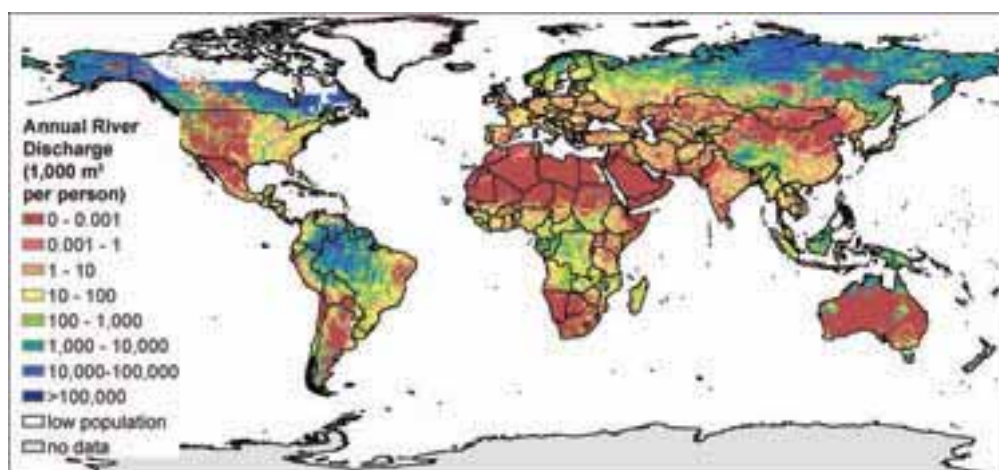 Annual River
Discharge
(1,000 m³
per person)
0 - 0.001
0.001 - 1
1 - 10
10 - 100
100 - 1,000
1,000 - 10,000
10,000-100,000
>100,000
low population
no data